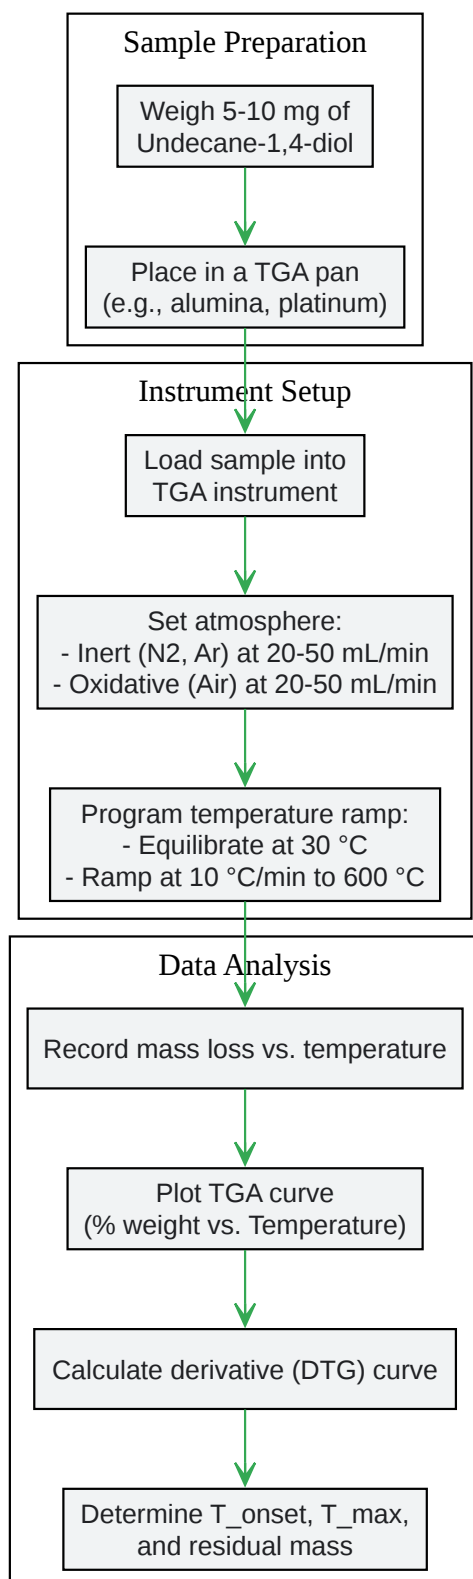 Sample Preparation
Weigh 5-10 mg of
Undecane-1,4-diol
Place in a TGA pan
(e.g., alumina, platinum)
Instrument Setup
Load sample into
TGA instrument
Set atmosphere:
- Inert (N2, Ar) at 20-50 mL/min
- Oxidative (Air) at 20-50 mL/min
Program temperature ramp:
- Equilibrate at 30 °C
- Ramp at 10 °C/min to 600 °C
Data Analysis
Record mass loss vs. temperature
Plot TGA curve
(% weight vs. Temperature)
Calculate derivative (DTG) curve
Determine T_onset, T_max,
and residual mass